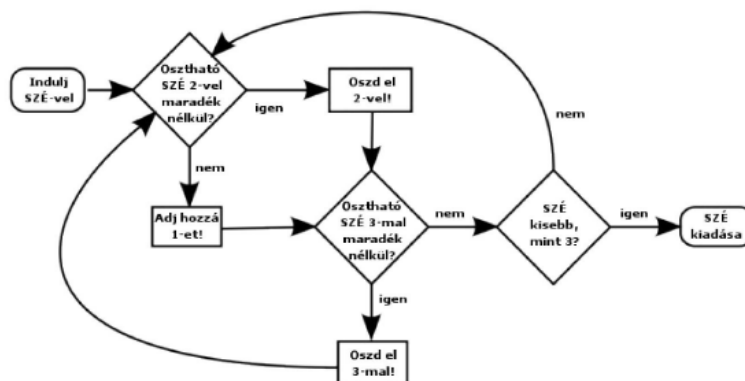 Indulj
SZÉ-vel
Osztható
SZÉ 2-vel
maradék
nélkül?
igen
Oszd el
2-vel!
nem
Adj hozzá
1-et!
Osztható
SZÉ 3-mal
maradék
nélkül?
nem
SZÉ
kisebb,
mint 3?
nem
igen
SZÉ
kiadása
igen
Oszd el
3-mal!